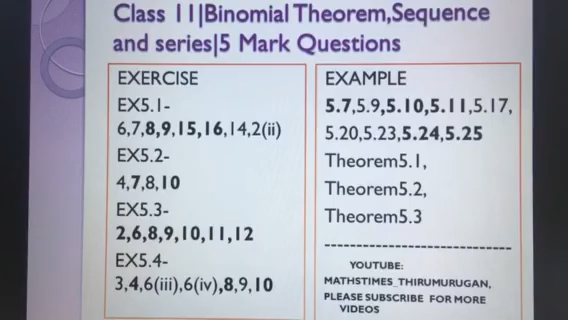 Class 11|Binomial Theorem,Sequence
and series|5 Mark Questions
EXERCISE
EX5.1-
6,7,8,9,15,16,14,2(ii)
EX5.2-
4,7,8,10
EX5.3-
2,6,8,9,10,11,12
EX5.4-
3,4,6(iii),6(iv),8,9,10
EXAMPLE
5.7,5.9,5.10,5.11,5.17,
5.20,5.23,5.24,5.25
Theorem5.1,
Theorem5.2,
Theorem5.3
--------------------------------
YOUTUBE:
MATHSTIMES_THIRUMURUGAN,
PLEASE SUBSCRIBE FOR MORE
VIDEOS